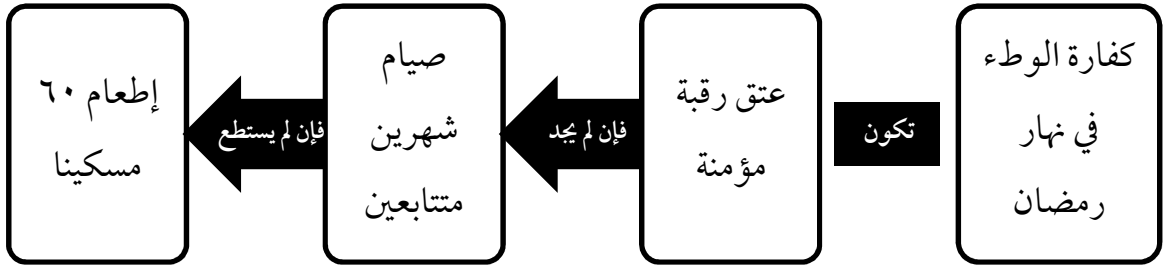 كفارة الوطء
في نهار
رمضان
تكون
عتق رقبة
مؤمنة
فإن لم يجد
صيام
شهرين
متتابعين
فإن لم يستطع
إطعام ٦٠
مسكينا